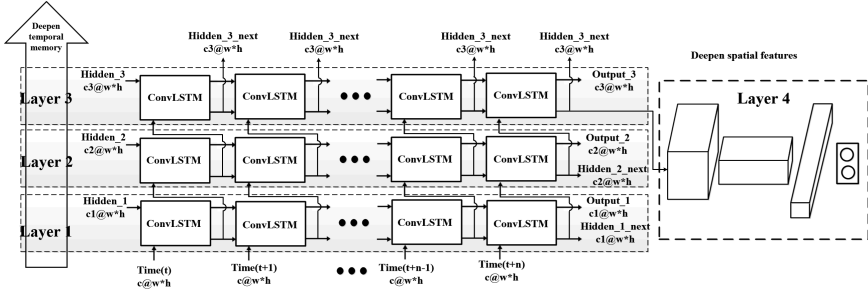 Deepen
temporal
memory
Hidden_3_next
c3@w*h
Hidden_3_next
c3@w*h
Hidden_3_next
c3@w*h
Hidden_3_next
c3@w*h
Deepen spatial features
Layer 3
Hidden_3
c3@w*h
ConvLSTM
ConvLSTM
ConvLSTM
ConvLSTM
Output_3
c3@w*h
Layer 4
Layer 2
Hidden_2
c2@w*h
ConvLSTM
ConvLSTM
ConvLSTM
ConvLSTM
Output_2
c2@w*h
Hidden_2_next
c2@w*h
Layer 1
Hidden_1
c1@w*h
ConvLSTM
ConvLSTM
ConvLSTM
ConvLSTM
Output_1
c1@w*h
Hidden_1_next
c1@w*h
Time(t)
c@w*h
Time(t+1)
c@w*h
Time(t+n-1)
c@w*h
Time(t+n)
c@w*h